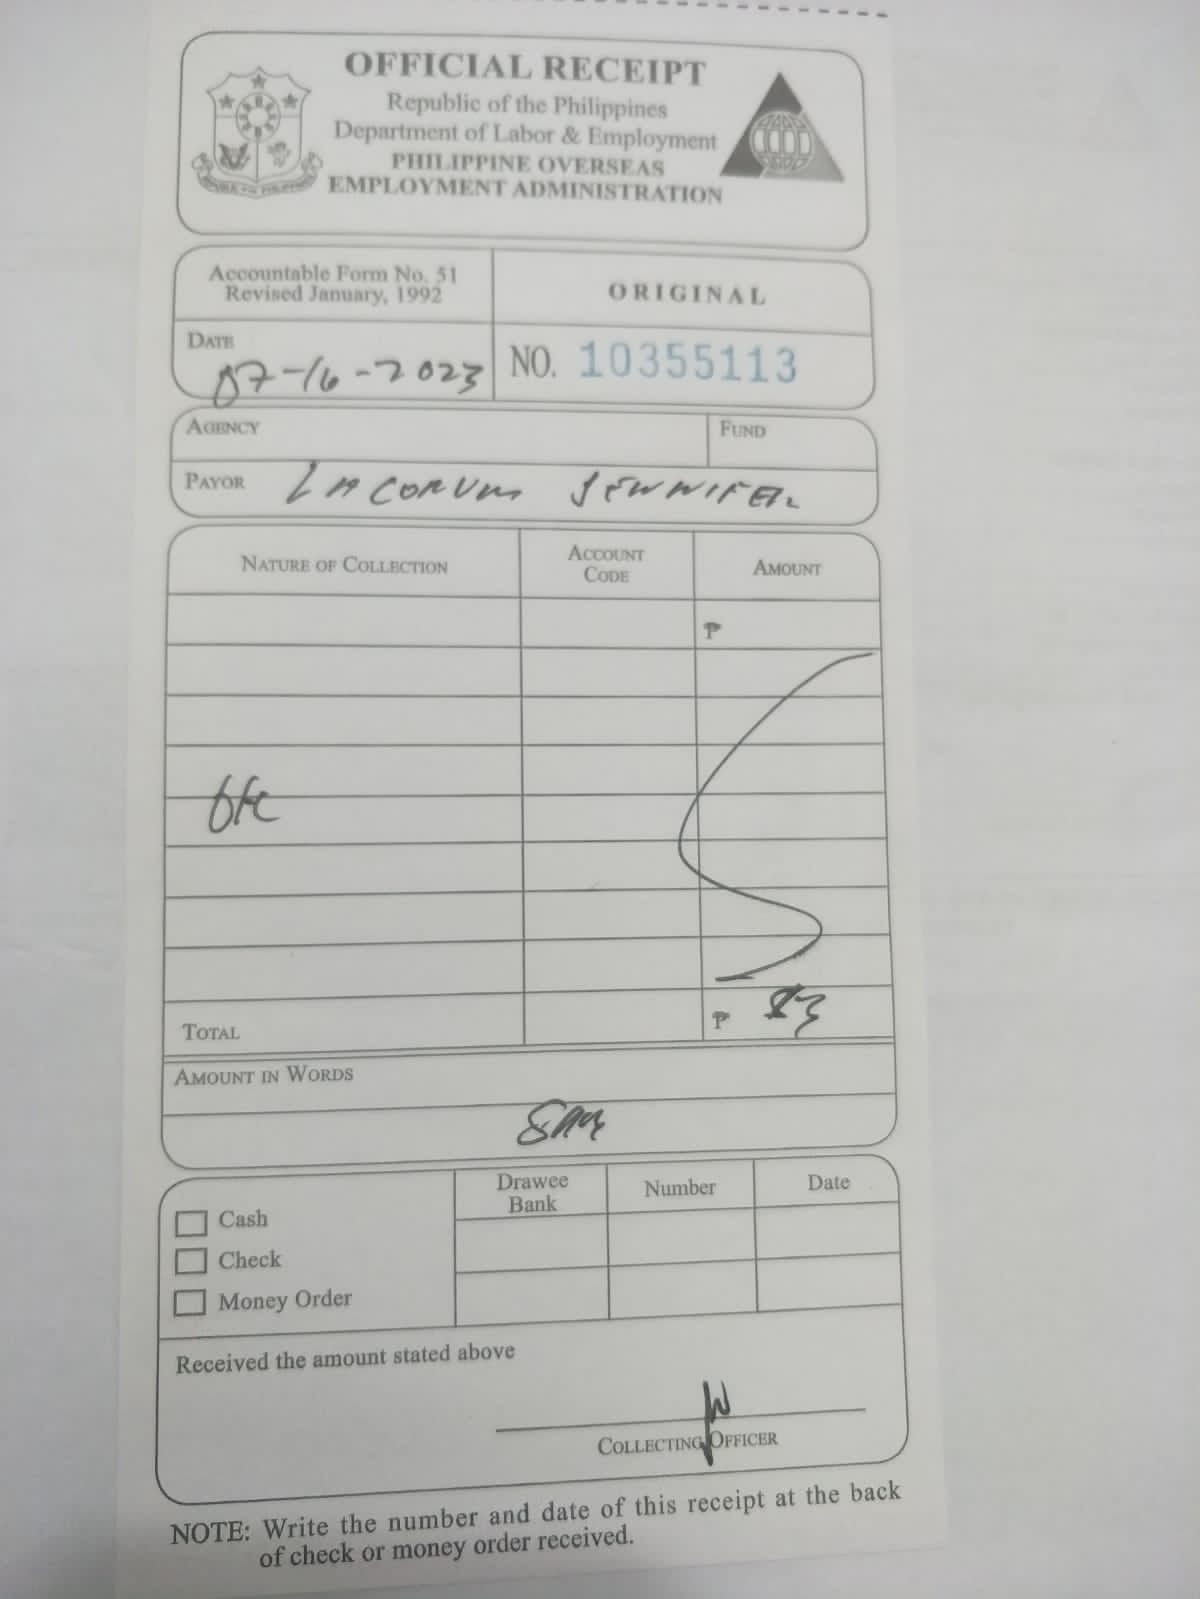 OFFICIAL RECEIPT
Republic of the Philippines
Department of Labor & Employment
PHILIPPINE OVERSEAS
EMPLOYMENT ADMINISTRATION
Accountable Form No. 51
Revised January, 1992
ORIGINAL
DATE
07-16-2023
NO. 10355113
AGENCY
FUND
PAYOR
JENNIFER
NATURE OF COLLECTION
ACCOUNT
CODE
AMOUNT
₱
TOTAL
₱
AMOUNT IN WORDS
Cash
Check
Money Order
Drawee
Bank
Number
Date
Received the amount stated above
COLLECTING OFFICER
NOTE: Write the number and date of this receipt at the back
of check or money order received.